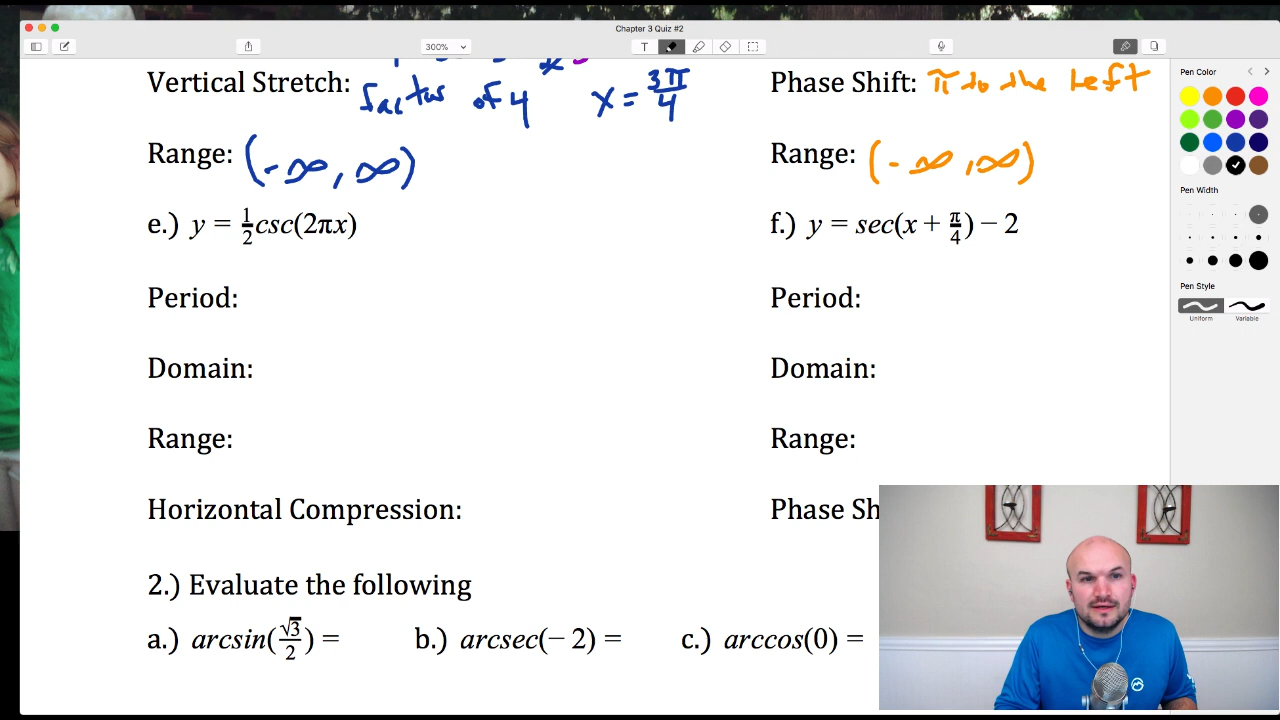 Chapter 3 Quiz #2
300%
T
Vertical Stretch: factor of 4 x = 3π/4
Phase Shift: π to the Left
Range: (-∞, ∞)
Range: (-∞, ∞)
e.) y = 1/2 csc(2πx)
f.) y = sec(x + π/4) − 2
Period:
Period:
Domain:
Domain:
Range:
Range:
Horizontal Compression:
Phase Sh
2.) Evaluate the following
a.) arcsin(√3/2) =
b.) arcsec(− 2) =
c.) arccos(0) =
Pen Color
Pen Width
Pen Style
Uniform
Variable